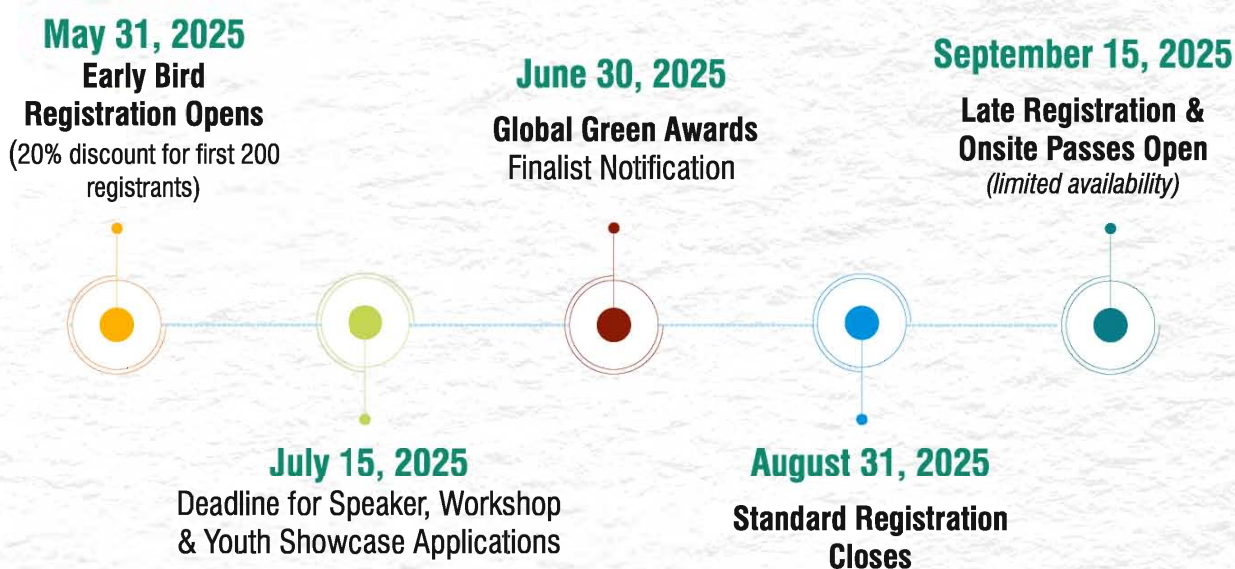 May 31, 2025
Early Bird
Registration Opens
(20% discount for first 200
registrants)
July 15, 2025
Deadline for Speaker, Workshop
& Youth Showcase Applications
June 30, 2025
Global Green Awards
Finalist Notification
August 31, 2025
Standard Registration
Closes
September 15, 2025
Late Registration &
Onsite Passes Open
(limited availability)